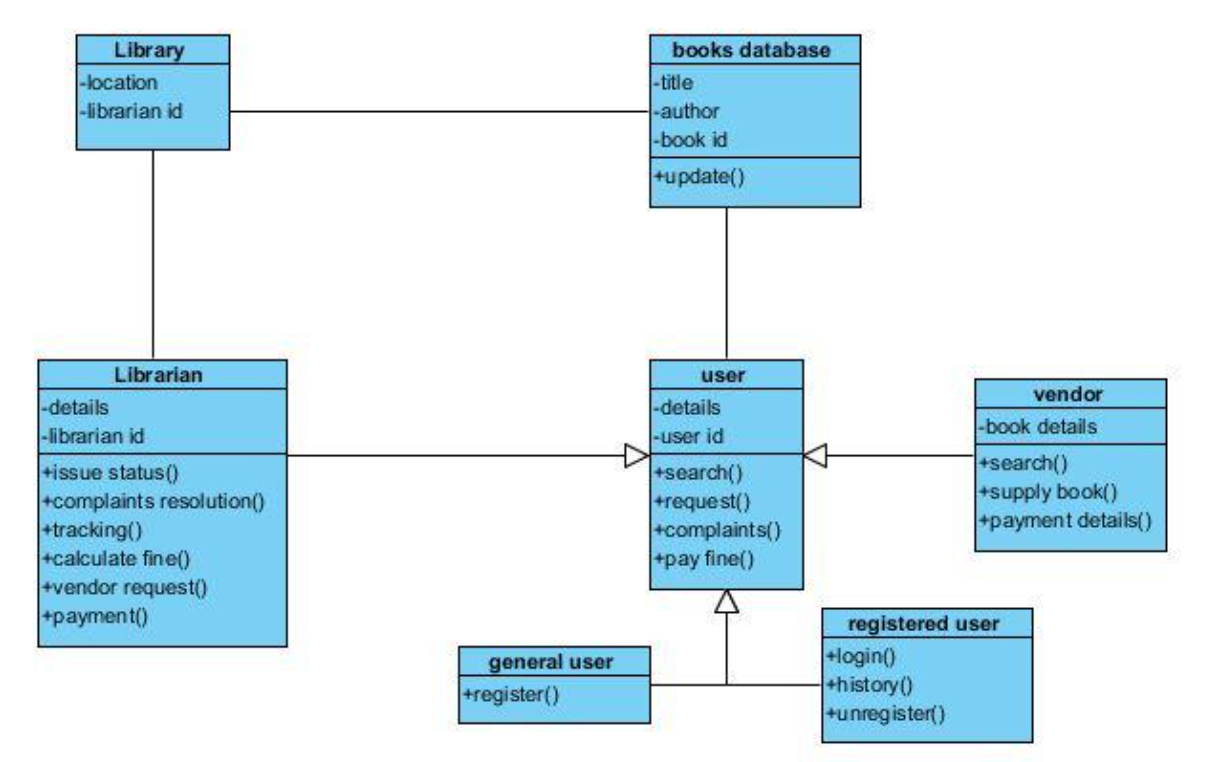 Library
-location
-librarian id
books database
-title
-author
-book id
+update()
Librarian
-details
-librarian id
+issue status()
+complaints resolution()
+tracking()
+calculate fine()
+vendor request()
+payment()
user
-details
-user id
+search()
+request()
+complaints()
+pay fine()
vendor
-book details
+search()
+supply book()
+payment details()
general user
+register()
registered user
+login()
+history()
+unregister()